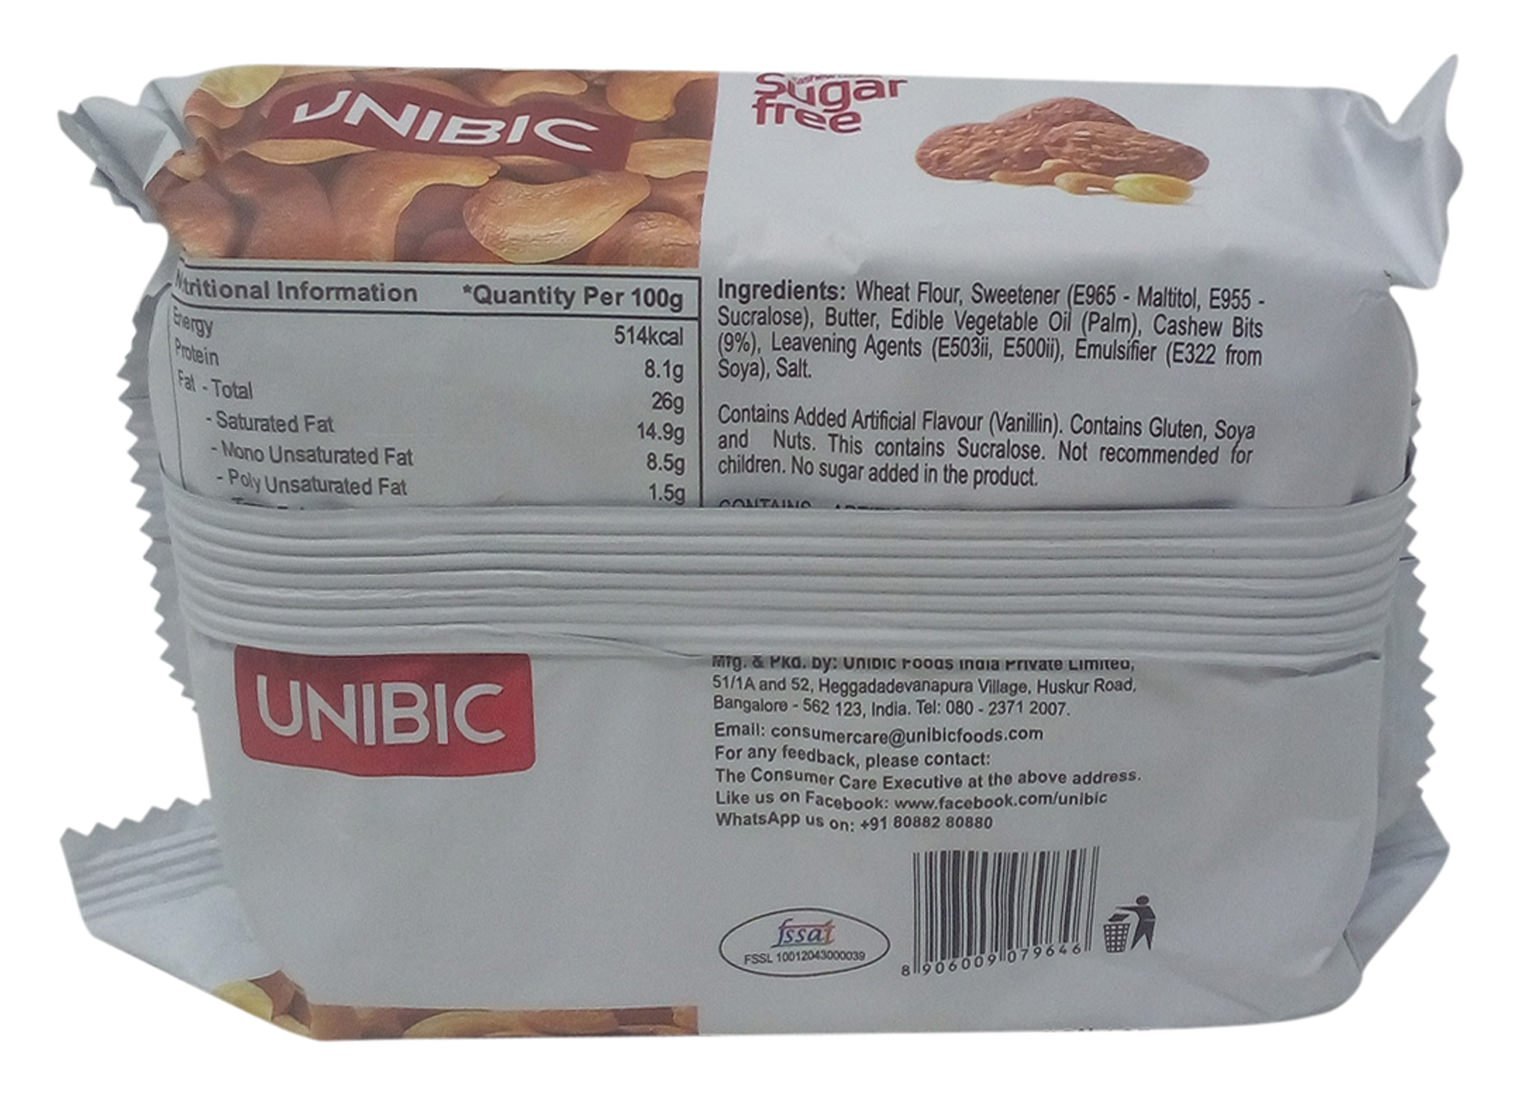 UNIBIC
Sugar
free
Nutritional Information *Quantity Per 100g
Energy 514kcal
Protein 8.1g
Fat - Total 26g
- Saturated Fat 14.9g
- Mono Unsaturated Fat 8.5g
- Poly Unsaturated Fat 1.5g
Ingredients: Wheat Flour, Sweetener (E965 - Maltitol, E955 -
Sucralose), Butter, Edible Vegetable Oil (Palm), Cashew Bits
(9%), Leavening Agents (E503ii, E500ii), Emulsifier (E322 from
Soya), Salt.
Contains Added Artificial Flavour (Vanillin). Contains Gluten, Soya
and Nuts. This contains Sucralose. Not recommended for
children. No sugar added in the product.
CONTAINS
UNIBIC
Mfg. & Pkd. by: Unibic Foods India Private Limited,
51/1A and 52, Heggadadevanapura Village, Huskur Road,
Bangalore - 562 123, India. Tel: 080 - 2371 2007.
Email: consumercare@unibicfoods.com
For any feedback, please contact:
The Consumer Care Executive at the above address.
Like us on Facebook: www.facebook.com/unibic
WhatsApp us on: +91 80882 80880
fssai
FSSL 10012043000039
8 906009 079646